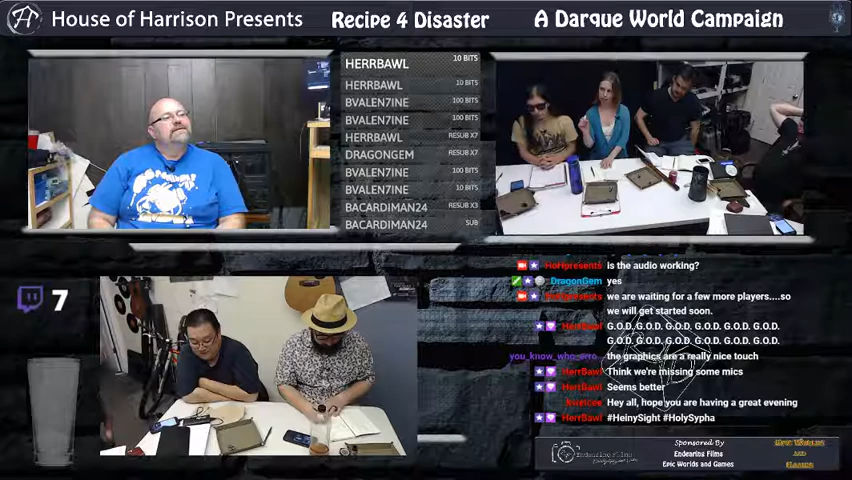 House of Harrison Presents
Recipe 4 Disaster
A Darque World Campaign
HERRBAWL 10 BITS
HERRBAWL 10 BITS
BVALEN7INE 100 BITS
BVALEN7INE 100 BITS
HERRBAWL RESUB X7
DRAGONGEM RESUB X7
BVALEN7INE 100 BITS
BVALEN7INE 10 BITS
BACARDIMAN24 RESUB X3
BACARDIMAN24 SUB
7
HoHpresents Is the audio working?
DragonGem yes
HoHpresents we are waiting for a few more players....so
we will get started soon.
HerrBawl G.O.D. G.O.D. G.O.D. G.O.D. G.O.D. G.O.D.
G.O.D. G.O.D. G.O.D. G.O.D. G.O.D. G.O.D.
you_know_who_ the graphics are a really nice touch
HerrBawl Think we're missing some mics
HerrBawl Seems better
Hey all, hope you are having a great evening
HerrBawl #HeinySight #HolySypha
Sponsored By
Endearing Films
Epic Worlds and Games